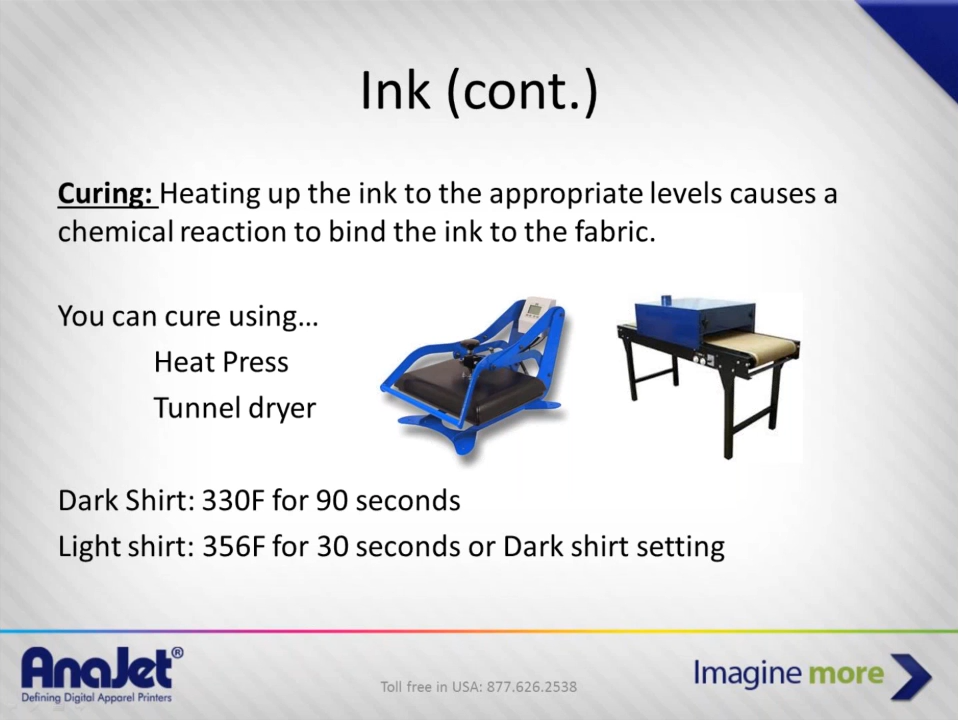 Ink (cont.)
Curing: Heating up the ink to the appropriate levels causes a
chemical reaction to bind the ink to the fabric.
You can cure using…
Heat Press
Tunnel dryer
Dark Shirt: 330F for 90 seconds
Light shirt: 356F for 30 seconds or Dark shirt setting
AnaJet®
Defining Digital Apparel Printers
Toll free in USA: 877.626.2538
Imagine more